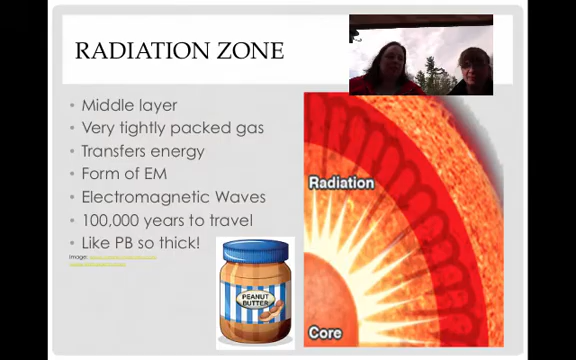 RADIATION ZONE
Middle layer
Very tightly packed gas
Transfers energy
Form of EM
Electromagnetic Waves
100,000 years to travel
Like PB so thick!
Image:
PEANUT
BUTTER
Radiation
Core